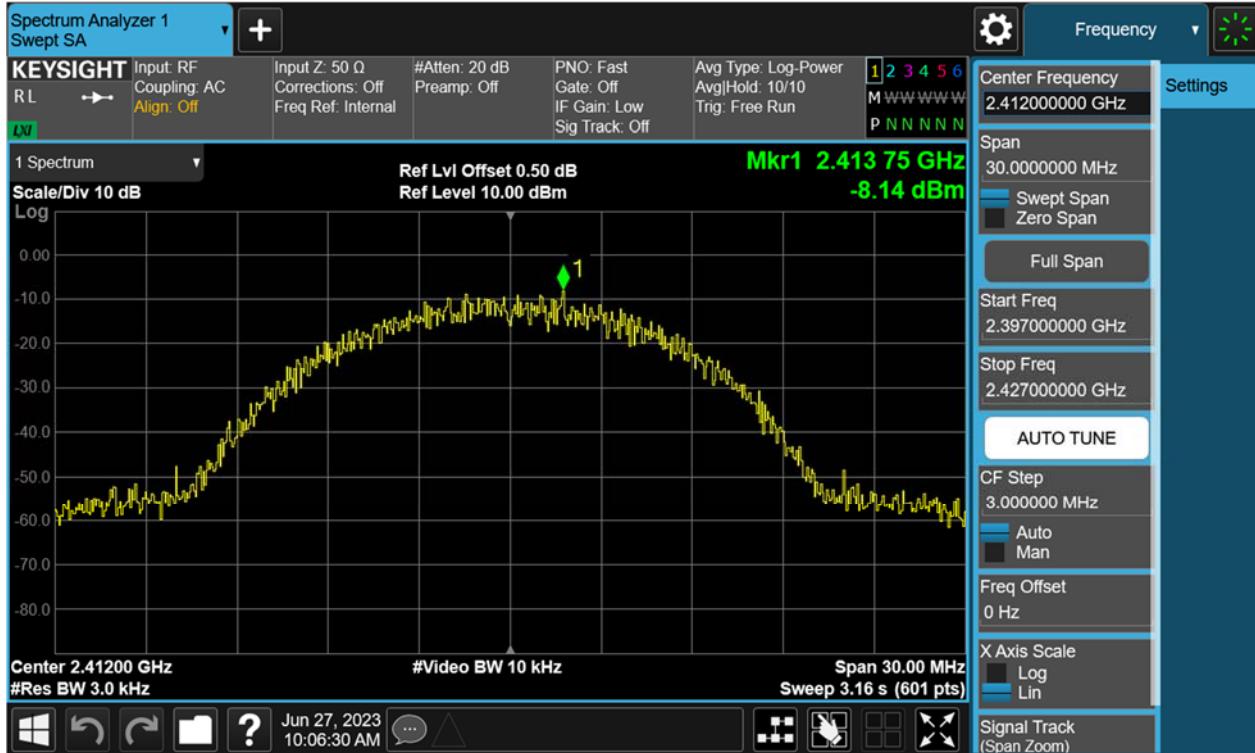 Spectrum Analyzer 1
Swept SA
+
Frequency
KEYSIGHT
RL
LXI
Input: RF
Coupling: AC
Align: Off
Input Z: 50 Ω
Corrections: Off
Freq Ref: Internal
#Atten: 20 dB
Preamp: Off
PNO: Fast
Gate: Off
IF Gain: Low
Sig Track: Off
Avg Type: Log-Power
Avg|Hold: 10/10
Trig: Free Run
1 2 3 4 5 6
M W W W W W
P N N N N N
Center Frequency
2.412000000 GHz
Settings
Span
30.0000000 MHz
Swept Span
Zero Span
Full Span
Start Freq
2.397000000 GHz
Stop Freq
2.427000000 GHz
AUTO TUNE
CF Step
3.000000 MHz
Auto
Man
Freq Offset
0 Hz
X Axis Scale
Log
Lin
Signal Track
(Span Zoom)
1 Spectrum
Scale/Div 10 dB
Ref Lvl Offset 0.50 dB
Ref Level 10.00 dBm
Mkr1 2.413 75 GHz
-8.14 dBm
Log
0.00
-10.0
-20.0
-30.0
-40.0
-50.0
-60.0
-70.0
-80.0
1
Center 2.41200 GHz
#Res BW 3.0 kHz
#Video BW 10 kHz
Span 30.00 MHz
Sweep 3.16 s (601 pts)
?
Jun 27, 2023
10:06:30 AM